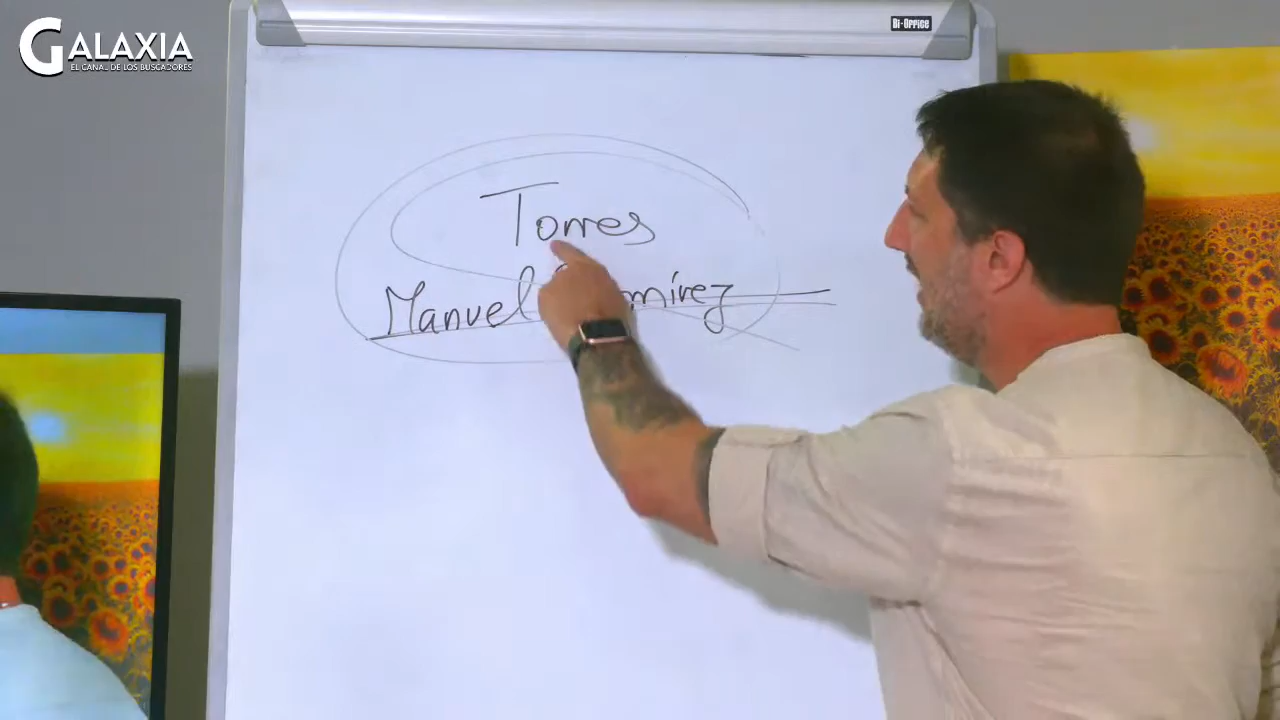 GALAXIA
EL CANAL DE LOS BUSCADORES
Bi-Office
Torres
Manuel